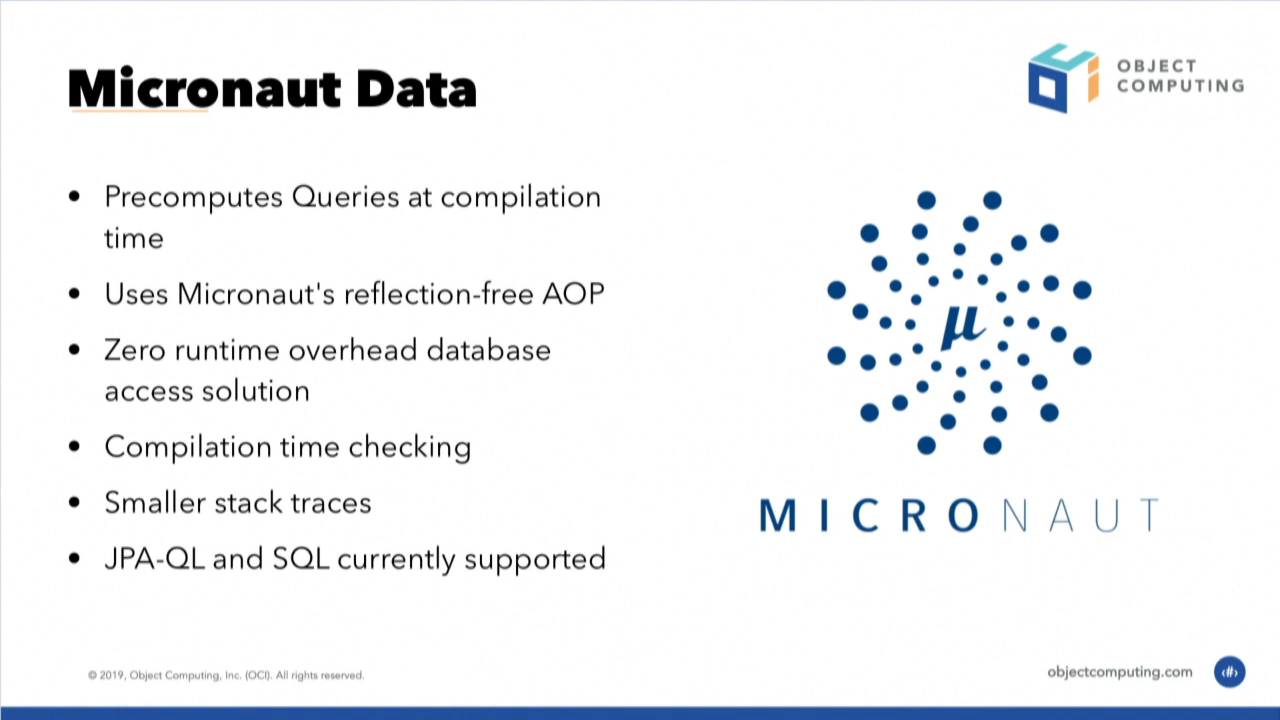 Micronaut Data
OBJECT
COMPUTING
• Precomputes Queries at compilation
time
• Uses Micronaut's reflection-free AOP
• Zero runtime overhead database
access solution
• Compilation time checking
• Smaller stack traces
• JPA-QL and SQL currently supported
μ
MICRONAUT
© 2019, Object Computing, Inc. (OCI). All rights reserved.
objectcomputing.com
‹#›